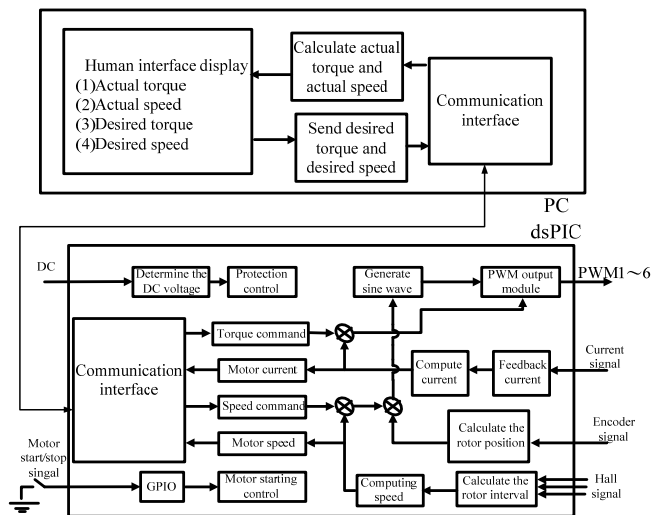 Human interface display
(1)Actual torque
(2)Actual speed
(3)Desired torque
(4)Desired speed
Calculate actual
torque and
actual speed
Send desired
torque and
desired speed
Communication
interface
PC
dsPIC
DC
Determine the
DC voltage
Protection
control
Generate
sine wave
PWM output
module
PWM1～6
Communication
interface
Torque command
Motor current
Speed command
Motor speed
Compute
current
Feedback
current
Current
signal
Calculate the
rotor position
Encoder
signal
Motor
start/stop
singal
GPIO
Motor starting
control
Computing
speed
Calculate the
rotor interval
Hall
signal